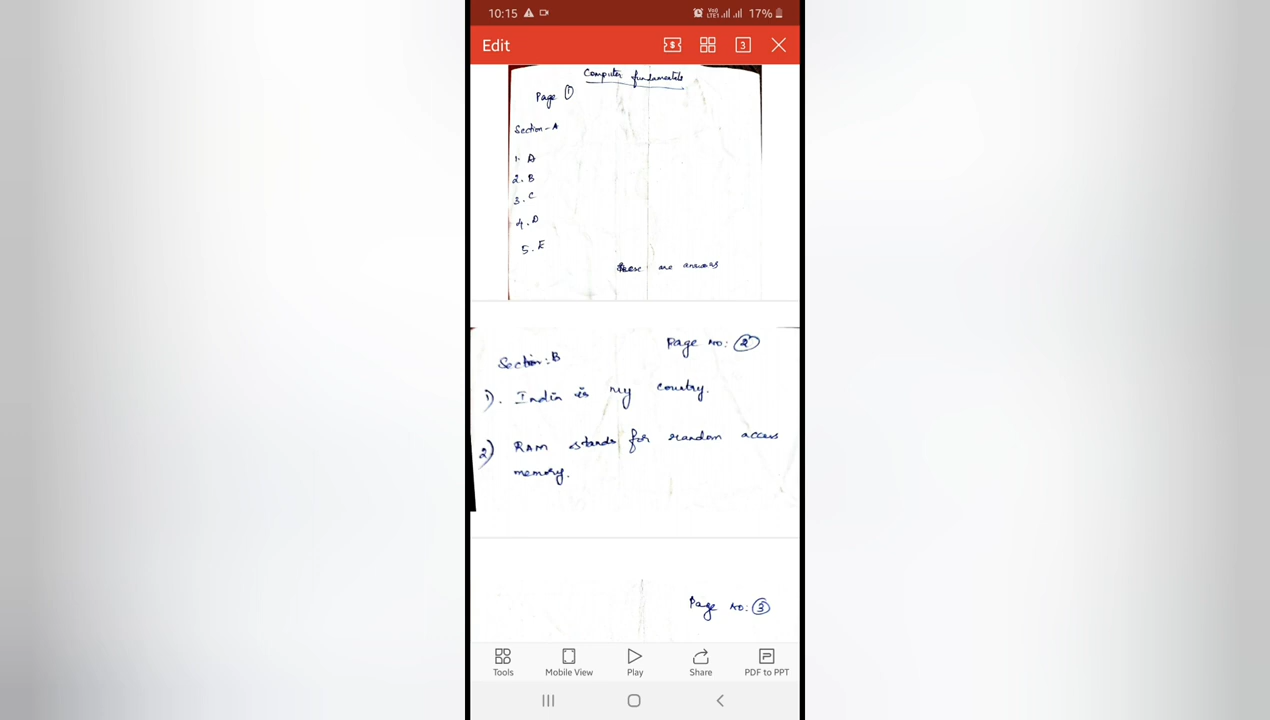 10:15 17%
Edit 3
Computer fundamentals
Page 1
Section-A
1. A
2. B
3. C
4. D
5. E
these are answers
Page no: 2
Section: B
1). India is my country.
2) RAM stands for random access
memory.
Page no: 3
Tools Mobile View Play Share PDF to PPT